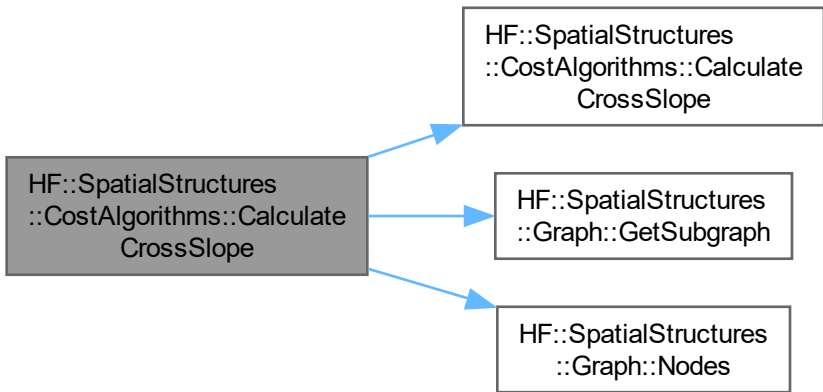 HF::SpatialStructures
::CostAlgorithms::Calculate
CrossSlope
HF::SpatialStructures
::CostAlgorithms::Calculate
CrossSlope
HF::SpatialStructures
::Graph::GetSubgraph
HF::SpatialStructures
::Graph::Nodes